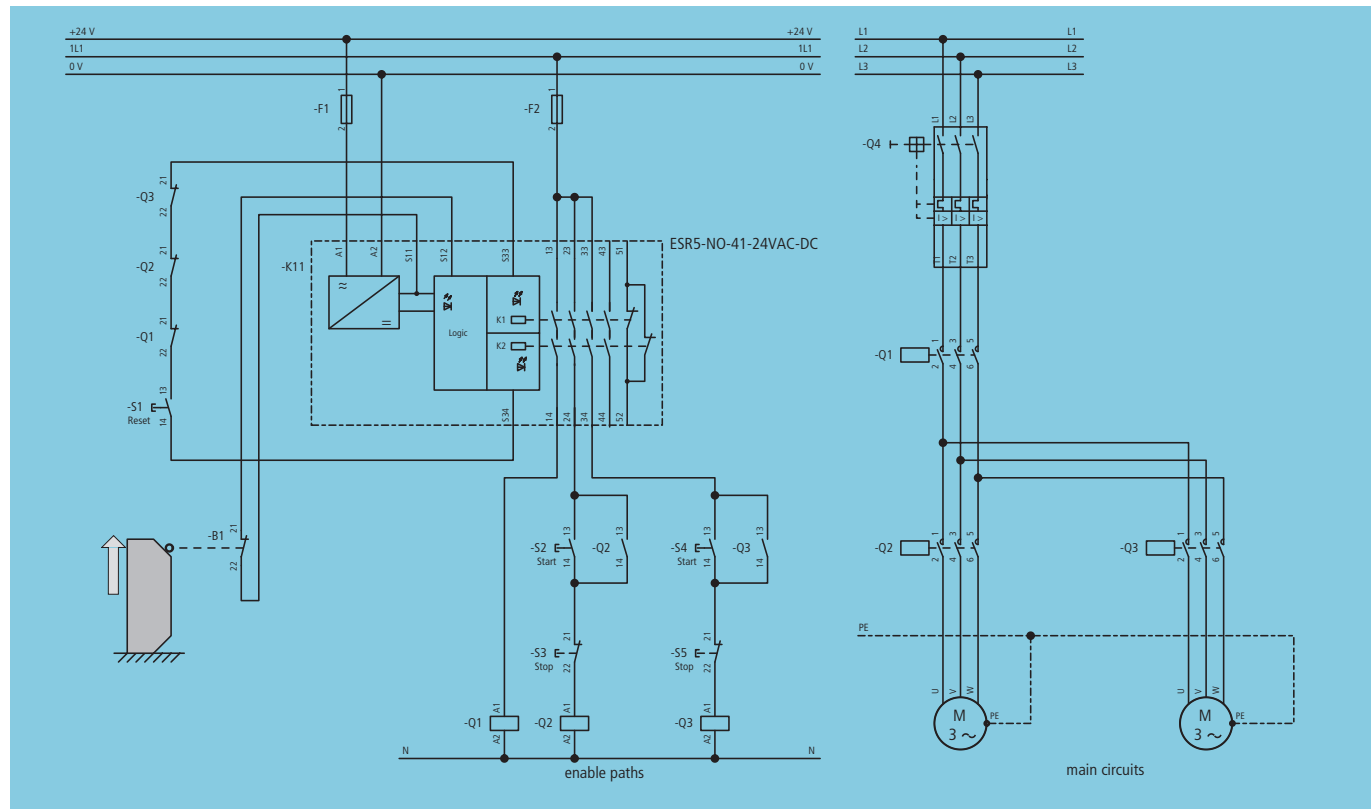 +24 V +24 V
1L1 1L1
0 V 0 V
L1 L1
L2 L2
L3 L3
1 1
-F1 -F2
2 2
L1 L2 L3
-Q4
I > I > I >
T1 T2 T3
21
-Q3
22
21
-Q2
22
21
-Q1
22
13
-S1
Reset
14
ESR5-NO-41-24VAC-DC
-K11
A1 A2 S11 S12 S33 13 23 33 43 51
≈
=
Logic
K1
K2
S34 14 24 34 44 52
1 3 5
-Q1
2 4 6
21
-B1
22
13 13 13 13
-S2 -Q2 -S4 -Q3
Start Start
14 14 14 14
21 21
-S3 -S5
Stop Stop
22 22
A1 A1 A1
-Q1 -Q2 -Q3
A2 A2 A2
N N
enable paths
1 3 5 1 3 5
-Q2 -Q3
2 4 6 2 4 6
PE
U V W U V W
M M
3 ~ 3 ~
PE PE
main circuits